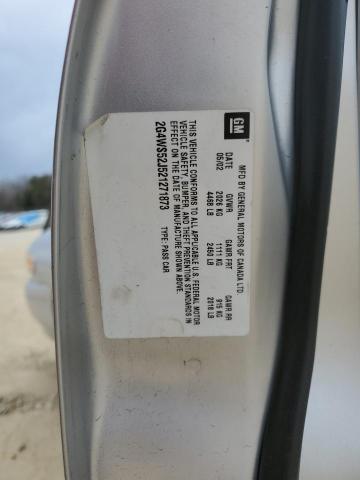 GM
MFD BY GENERAL MOTORS OF CANADA LTD
DATE GVWR GAWR FRT GAWR RR
05/02 2026 KG 1111 KG 915 KG
4468 LB 2450 LB 2018 LB
THIS VEHICLE CONFORMS TO ALL APPLICABLE U.S. FEDERAL MOTOR
VEHICLE SAFETY, BUMPER, AND THEFT PREVENTION STANDARDS IN
EFFECT ON THE DATE OF MANUFACTURE SHOWN ABOVE.
2G4WS52J521271873 TYPE: PASS CAR